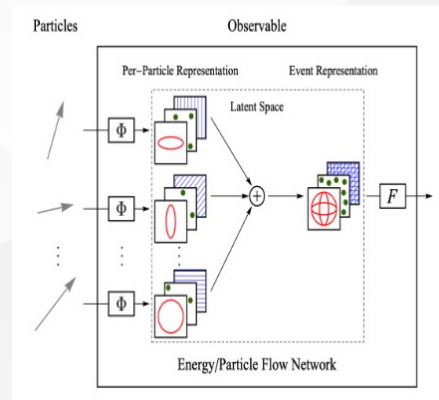 Particles
Observable
Per-Particle Representation
Event Representation
Latent Space
Φ
Φ
Φ
+
F
Energy/Particle Flow Network